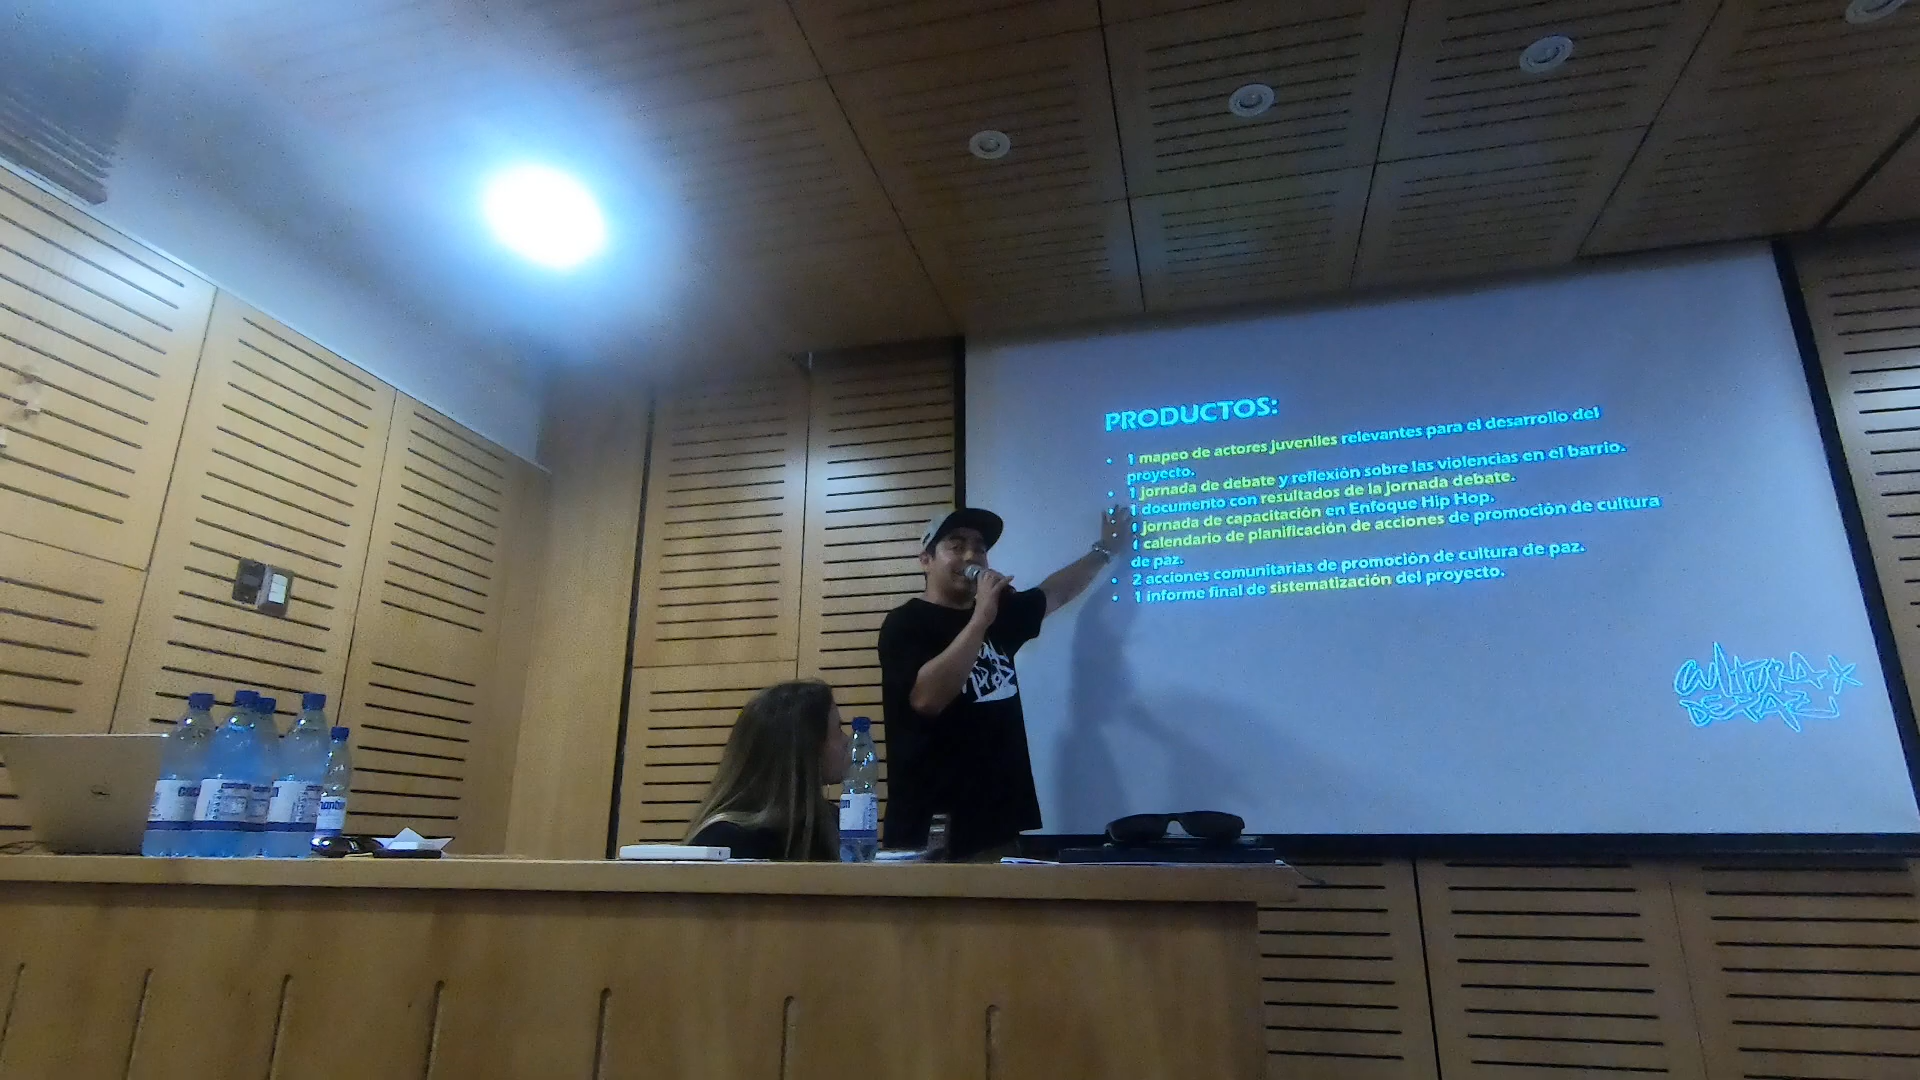 PRODUCTOS:
• 1 mapeo de actores juveniles relevantes para el desarrollo del
proyecto.
• 1 jornada de debate y reflexión sobre las violencias en el barrio.
• 1 documento con resultados de la jornada debate.
• 1 jornada de capacitación en Enfoque Hip Hop.
• 1 calendario de planificación de acciones de promoción de cultura
de paz.
• 2 acciones comunitarias de promoción de cultura de paz.
• 1 informe final de sistematización del proyecto.
CULTURA X
DE PAZ